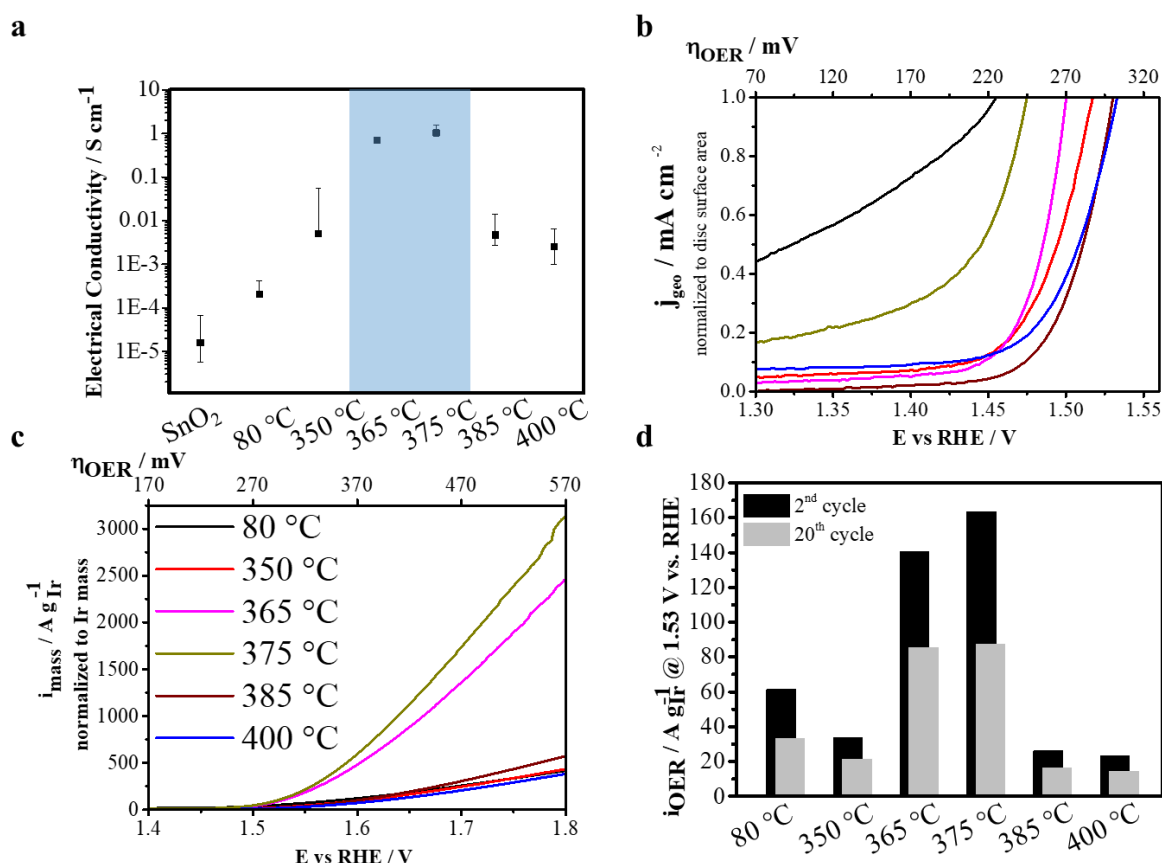 a
Electrical Conductivity / S cm⁻¹
10
1
0.1
0.01
1E-3
1E-4
1E-5
SnO₂
80 °C
350 °C
365 °C
375 °C
385 °C
400 °C
b
ηOER / mV
70 120 170 220 270 320
jgeo / mA cm⁻²
normalized to disc surface area
1.0
0.8
0.6
0.4
0.2
0.0
1.30 1.35 1.40 1.45 1.50 1.55
E vs RHE / V
c
ηOER / mV
170 270 370 470 570
imass / A g⁻¹Ir
normalized to Ir mass
3000
2500
2000
1500
1000
500
0
80 °C
350 °C
365 °C
375 °C
385 °C
400 °C
1.4 1.5 1.6 1.7 1.8
E vs RHE / V
d
iOER / A g⁻¹Ir @ 1.53 V vs. RHE
180
160
140
120
100
80
60
40
20
0
2nd cycle
20th cycle
80 °C
350 °C
365 °C
375 °C
385 °C
400 °C